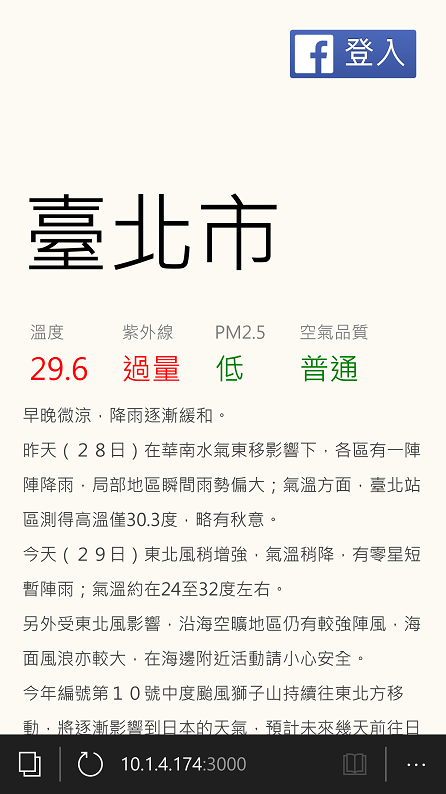 f 登入
臺北市
溫度 紫外線 PM2.5 空氣品質
29.6 過量 低 普通
早晚微涼，降雨逐漸緩和。
昨天（２８日）在華南水氣東移影響下，各區有一陣
陣降雨，局部地區瞬間雨勢偏大；氣溫方面，臺北站
區測得高溫僅30.3度，略有秋意。
今天（２９日）東北風稍增強，氣溫稍降，有零星短
暫陣雨；氣溫約在24至32度左右。
另外受東北風影響，沿海空曠地區仍有較強陣風，海
面風浪亦較大，在海邊附近活動請小心安全。
今年編號第１０號中度颱風獅子山持續往東北方移
動，將逐漸影響到日本的天氣，預計未來幾天前往日
10.1.4.174:3000